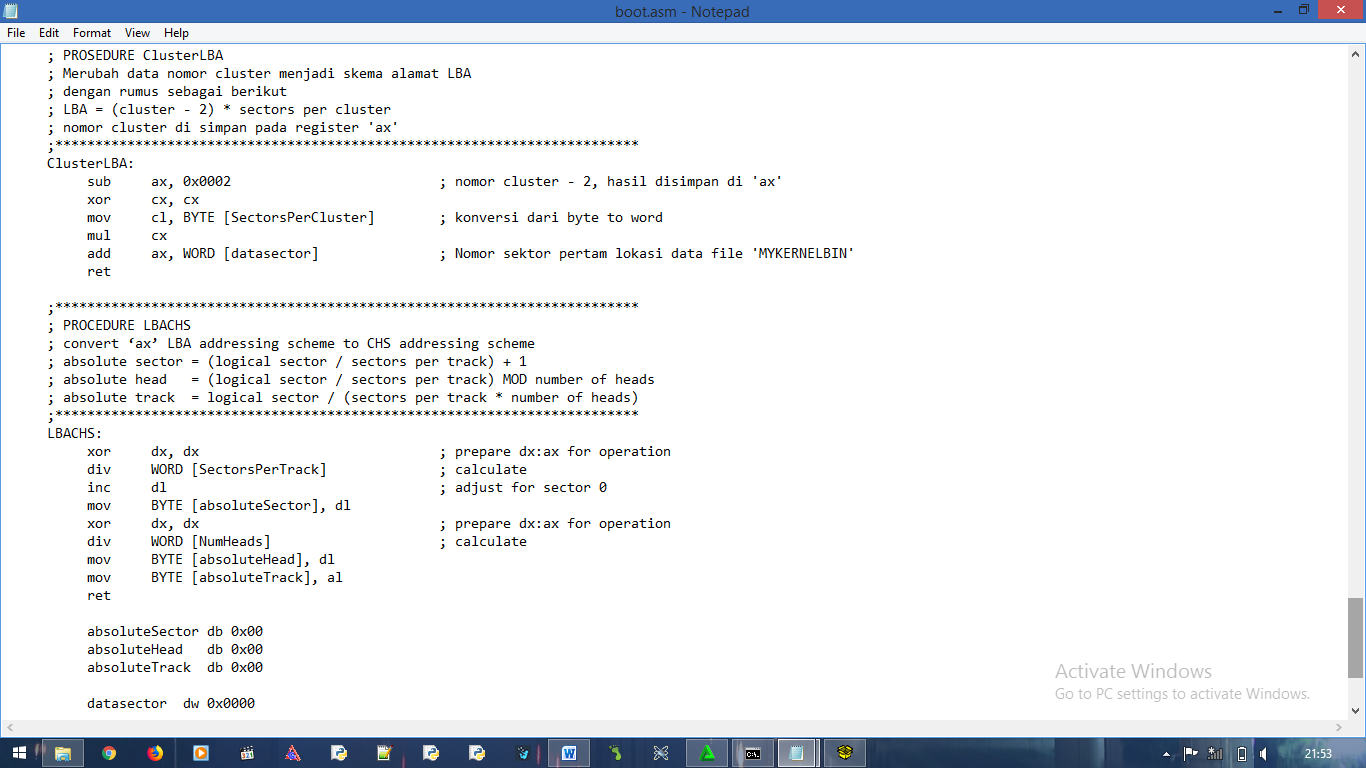 boot.asm - Notepad
File Edit Format View Help
; PROSEDURE ClusterLBA
; Merubah data nomor cluster menjadi skema alamat LBA
; dengan rumus sebagai berikut
; LBA = (cluster - 2) * sectors per cluster
; nomor cluster di simpan pada register 'ax'
;*************************************************************************
ClusterLBA:
     sub     ax, 0x0002                          ; nomor cluster - 2, hasil disimpan di 'ax'
     xor     cx, cx
     mov     cl, BYTE [SectorsPerCluster]        ; konversi dari byte to word
     mul     cx
     add     ax, WORD [datasector]               ; Nomor sektor pertam lokasi data file 'MYKERNELBIN'
     ret
;*************************************************************************
; PROCEDURE LBACHS
; convert ‘ax’ LBA addressing scheme to CHS addressing scheme
; absolute sector = (logical sector / sectors per track) + 1
; absolute head   = (logical sector / sectors per track) MOD number of heads
; absolute track  = logical sector / (sectors per track * number of heads)
;*************************************************************************
LBACHS:
     xor     dx, dx                              ; prepare dx:ax for operation
     div     WORD [SectorsPerTrack]              ; calculate
     inc     dl                                  ; adjust for sector 0
     mov     BYTE [absoluteSector], dl
     xor     dx, dx                              ; prepare dx:ax for operation
     div     WORD [NumHeads]                     ; calculate
     mov     BYTE [absoluteHead], dl
     mov     BYTE [absoluteTrack], al
     ret
     absoluteSector db 0x00
     absoluteHead   db 0x00
     absoluteTrack  db 0x00
     datasector  dw 0x0000
Activate Windows
Go to PC settings to activate Windows.
21:53